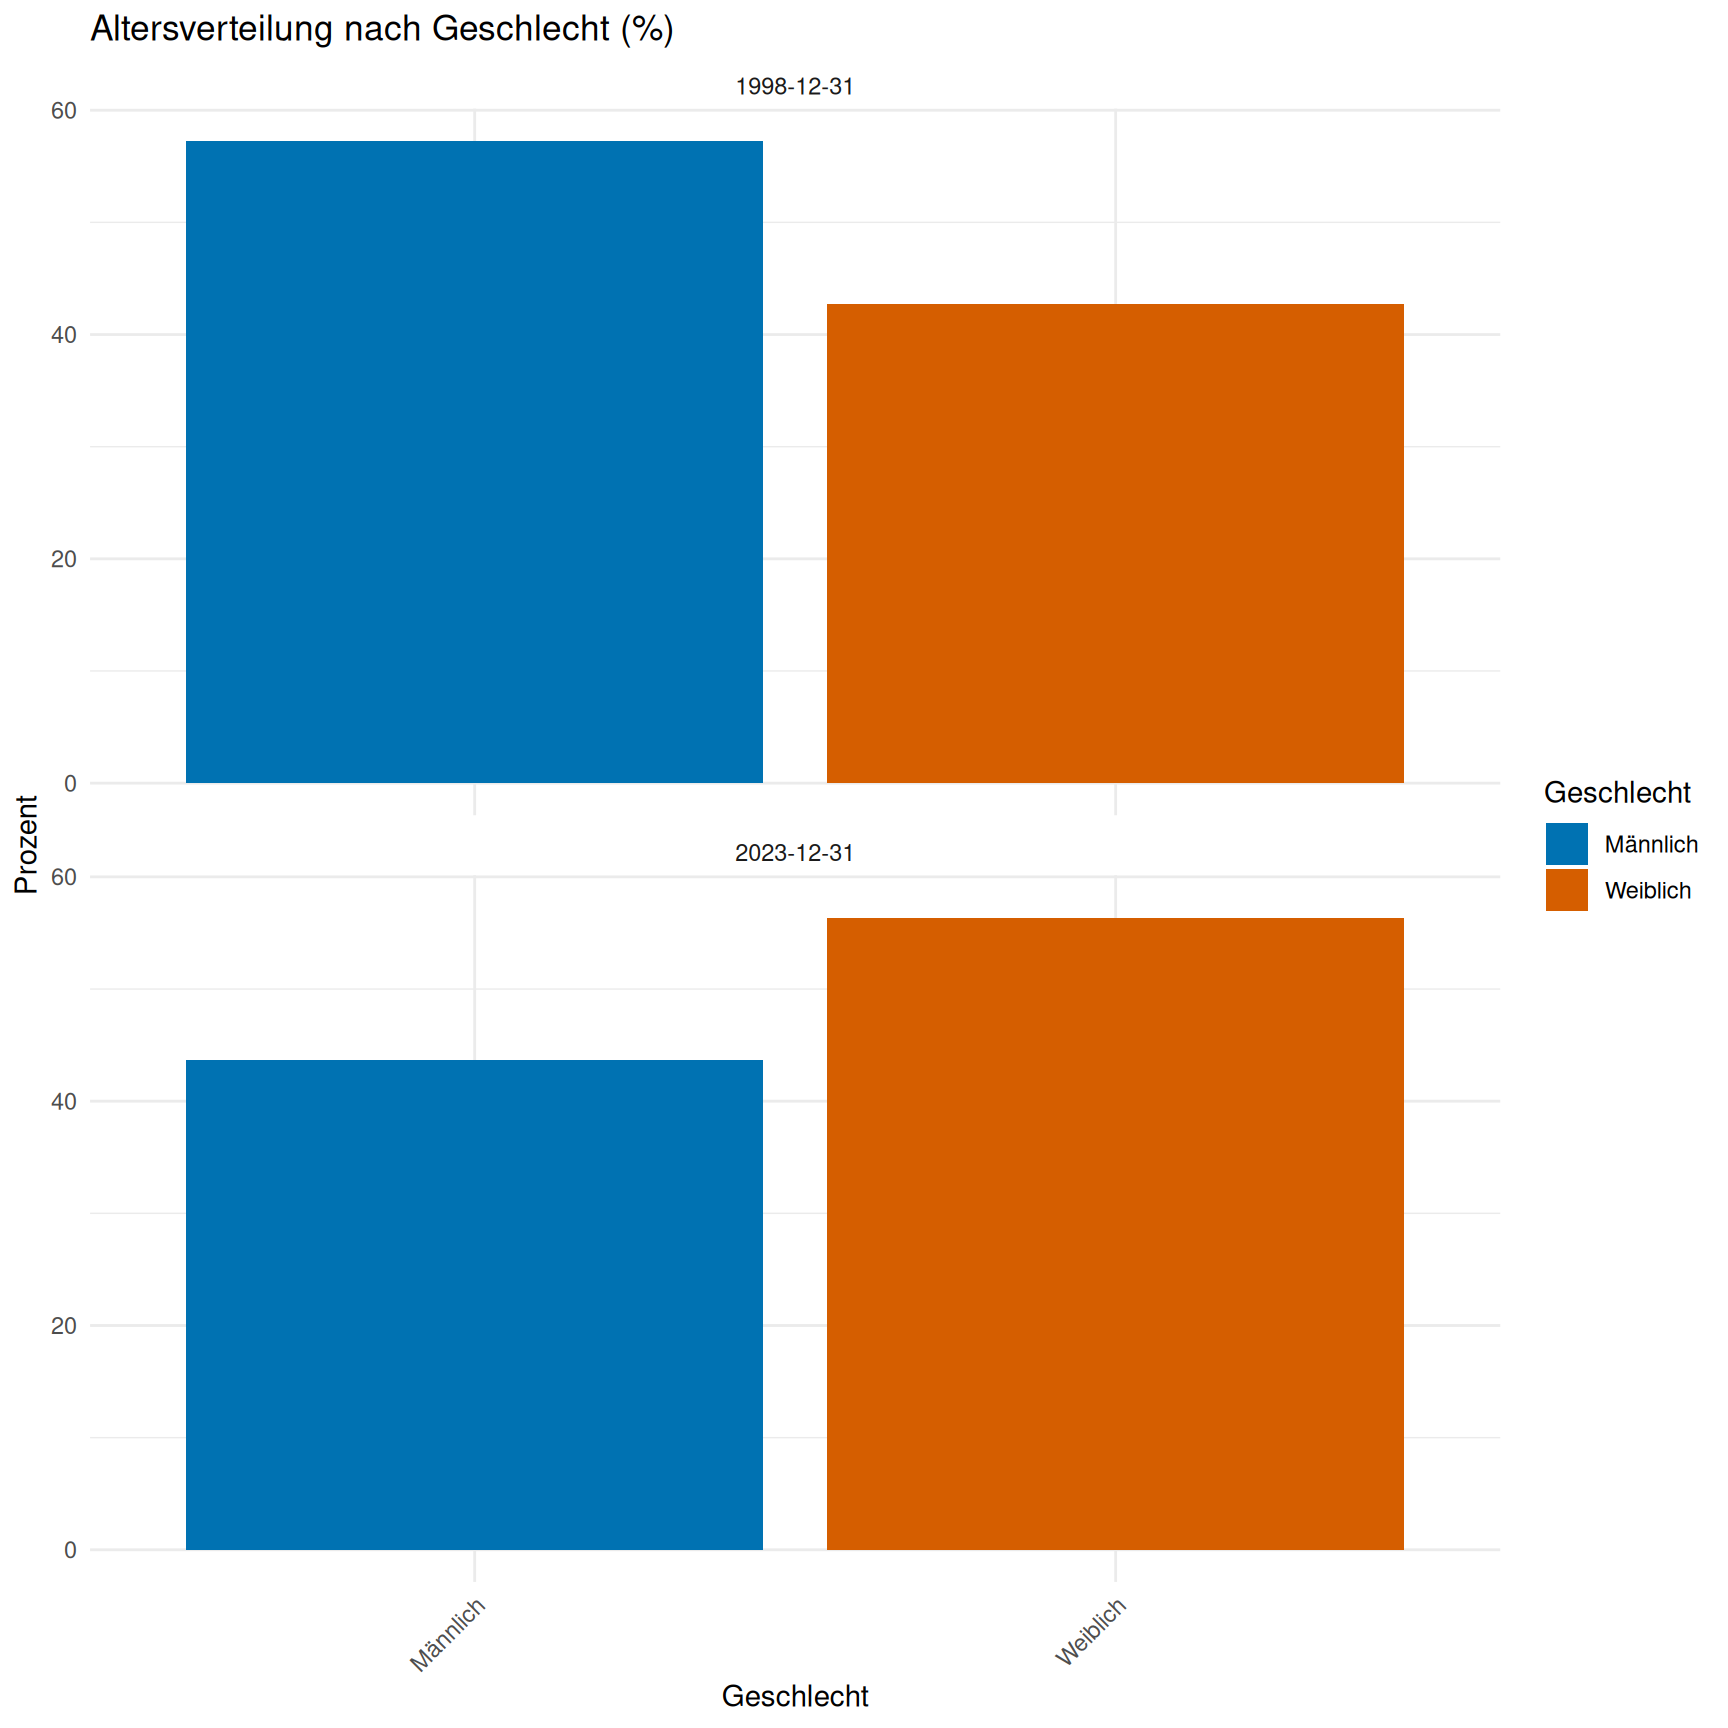 Altersverteilung nach Geschlecht (%)
1998-12-31
60
40
20
0
Prozent
2023-12-31
60
40
20
0
Männlich
Weiblich
Geschlecht
Geschlecht
Männlich
Weiblich